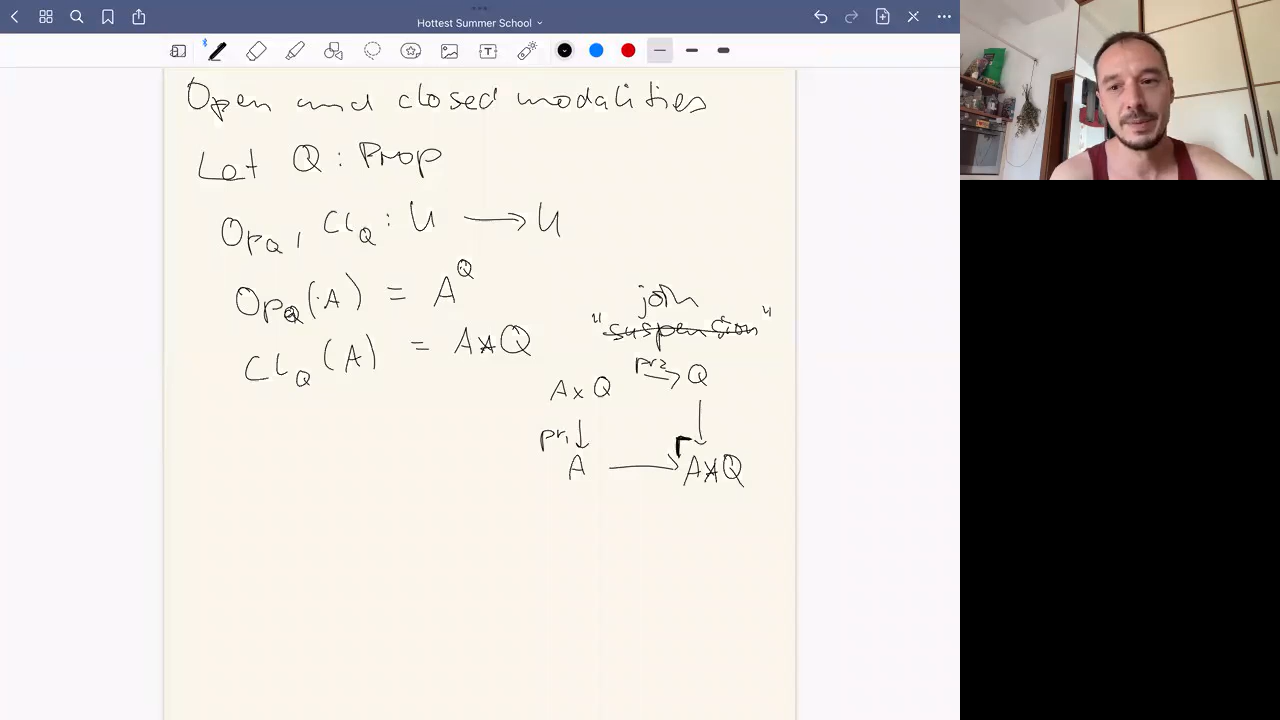 Hottest Summer School
Open and closed modalities
Let Q : Prop
Op_Q, Cl_Q : U → U
Op_Q(A) = A^Q
Cl_Q(A) = A⋆Q
join
"suspension"
A × Q pr2 → Q
pr1 ↓ ↓
A → A⋆Q